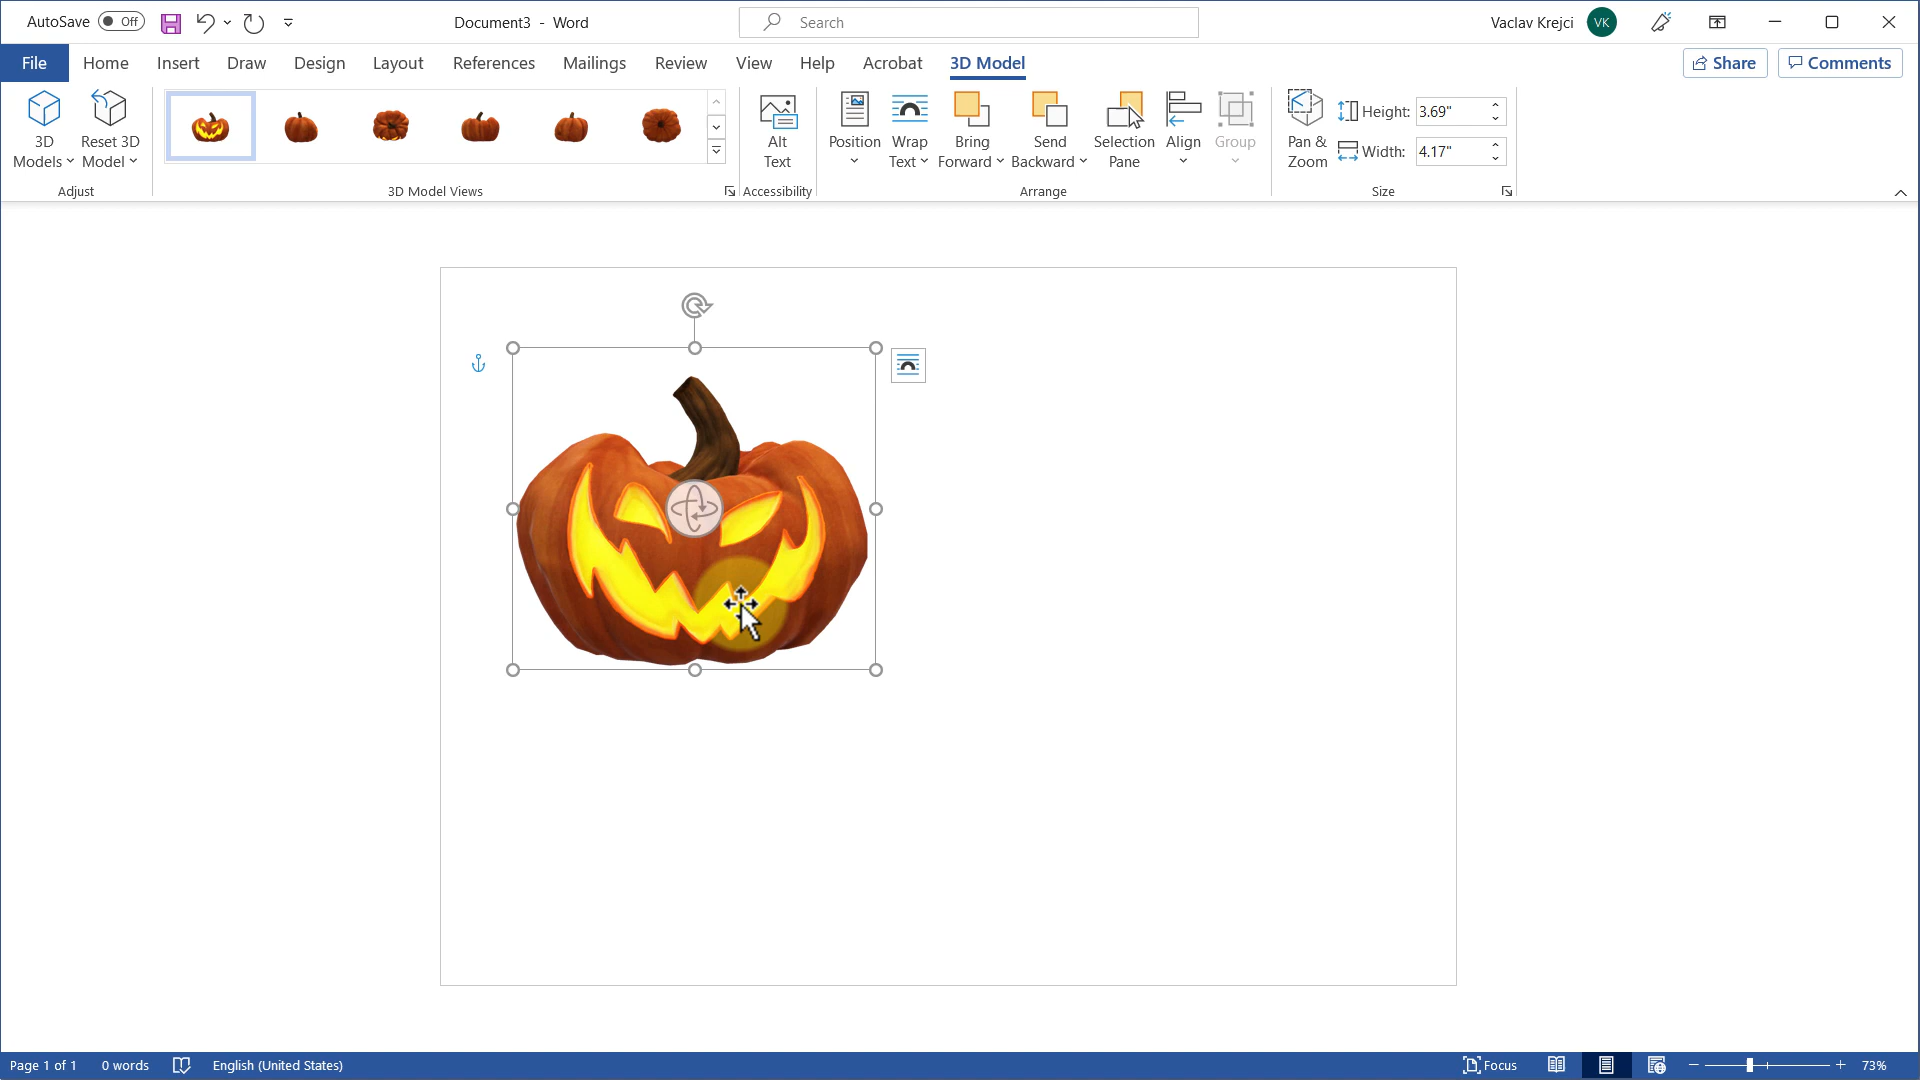 AutoSave Off
Document3 - Word
Search
Vaclav Krejci VK
File Home Insert Draw Design Layout References Mailings Review View Help Acrobat 3D Model
Share Comments
3D Models
Reset 3D Model
Adjust
3D Model Views
Alt Text
Accessibility
Position
Wrap Text
Bring Forward
Send Backward
Selection Pane
Align
Group
Arrange
Pan & Zoom
Height: 3.69"
Width: 4.17"
Size
Page 1 of 1 0 words English (United States)
Focus 73%